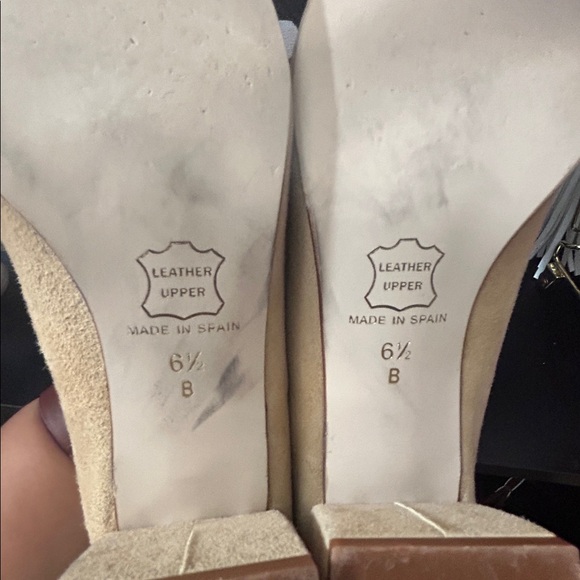 LEATHER
UPPER
MADE IN SPAIN
6½
B
LEATHER
UPPER
MADE IN SPAIN
6½
B